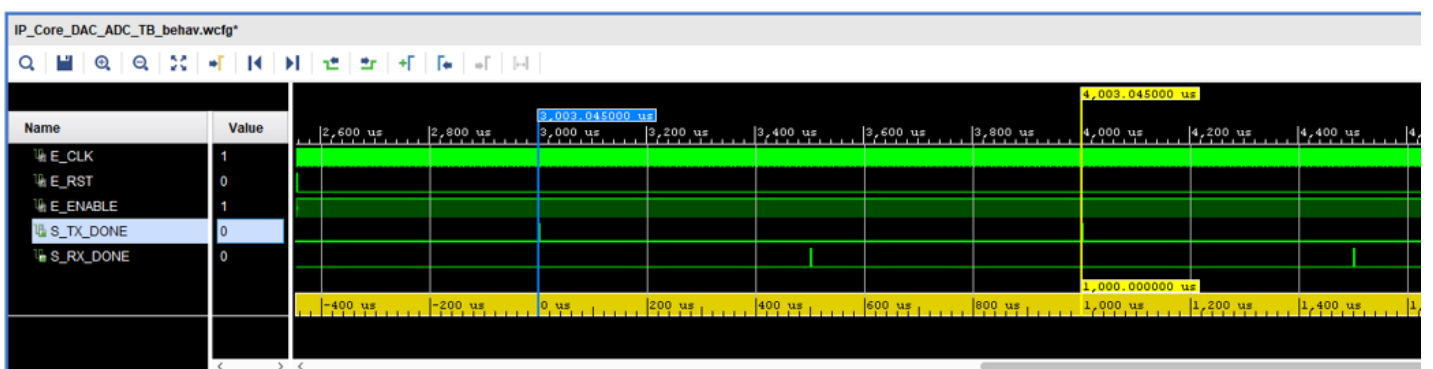 IP_Core_DAC_ADC_TB_behav.wcfg*
4,003.045000 us
3,003.045000 us
Name Value
2,600 us 2,800 us 3,000 us 3,200 us 3,400 us 3,600 us 3,800 us 4,000 us 4,200 us 4,400 us 4,
E_CLK 1
E_RST 0
E_ENABLE 1
S_TX_DONE 0
S_RX_DONE 0
1,000.000000 us
-400 us -200 us 0 us 200 us 400 us 600 us 800 us 1,000 us 1,200 us 1,400 us 1,